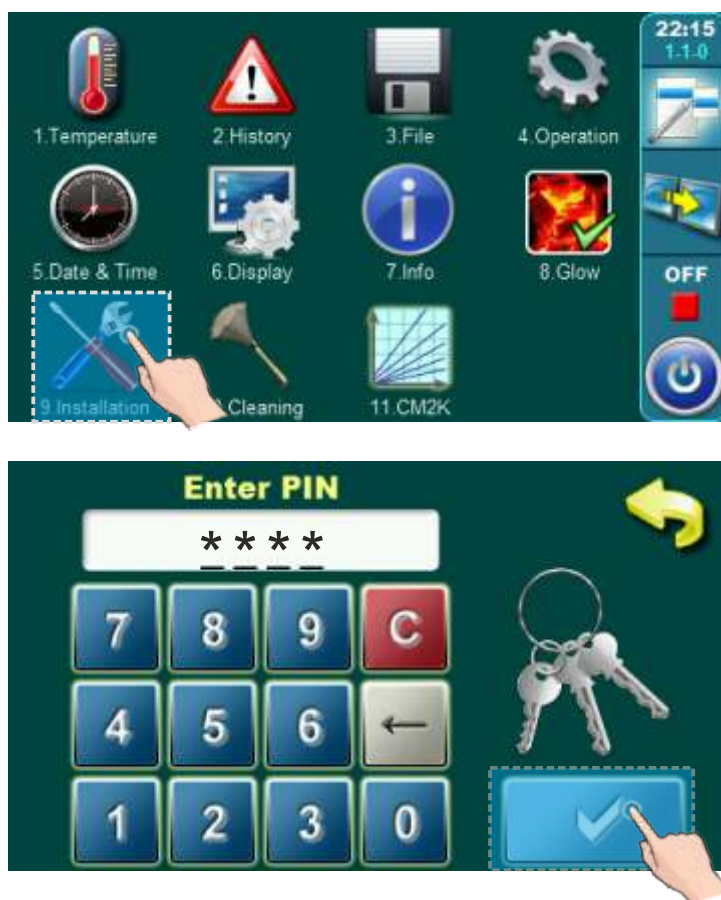 22:15
1-1-0
1.Temperature 2.History 3.File 4.Operation
5.Date & Time 6.Display 7.Info 8.Glow
OFF
9.Installation Cleaning 11.CM2K
Enter PIN
* * * *
7 8 9 C
4 5 6 ←
1 2 3 0